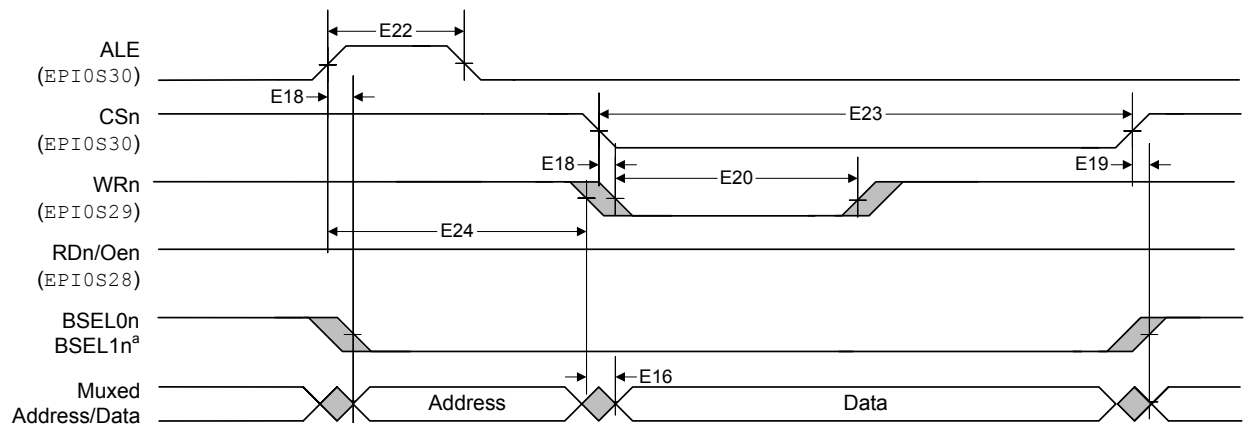 E22
ALE
(EPI0S30)
E18
CSn
E23
(EPI0S30)
E18
E19
WRn
E20
(EPI0S29)
E24
RDn/Oen
(EPI0S28)
BSEL0n
BSEL1nᵃ
E16
Muxed
Address/Data
Address
Data